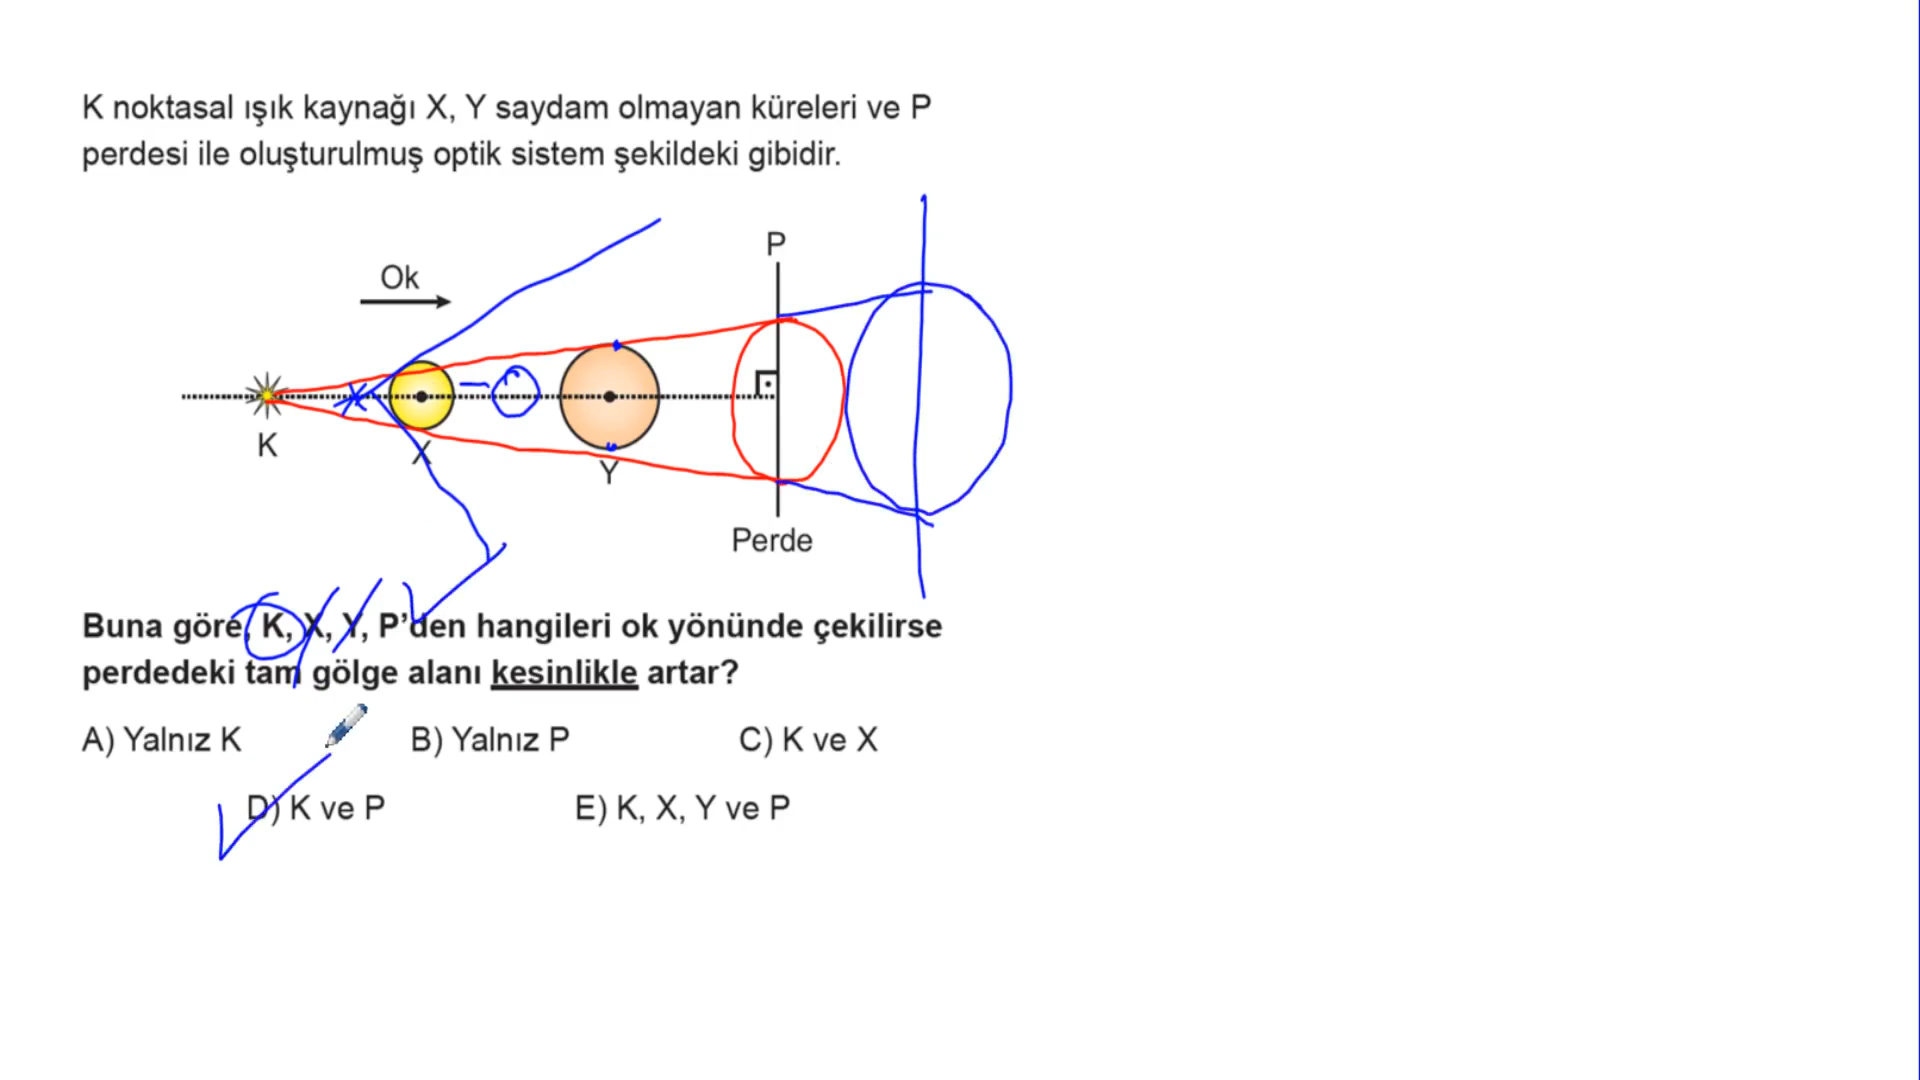 K noktasal ışık kaynağı X, Y saydam olmayan küreleri ve P
perdesi ile oluşturulmuş optik sistem şekildeki gibidir.
P
Ok
K
X
Y
Perde
Buna göre, K, X, Y, P'den hangileri ok yönünde çekilirse
perdedeki tam gölge alanı kesinlikle artar?
A) Yalnız K B) Yalnız P C) K ve X
D) K ve P E) K, X, Y ve P